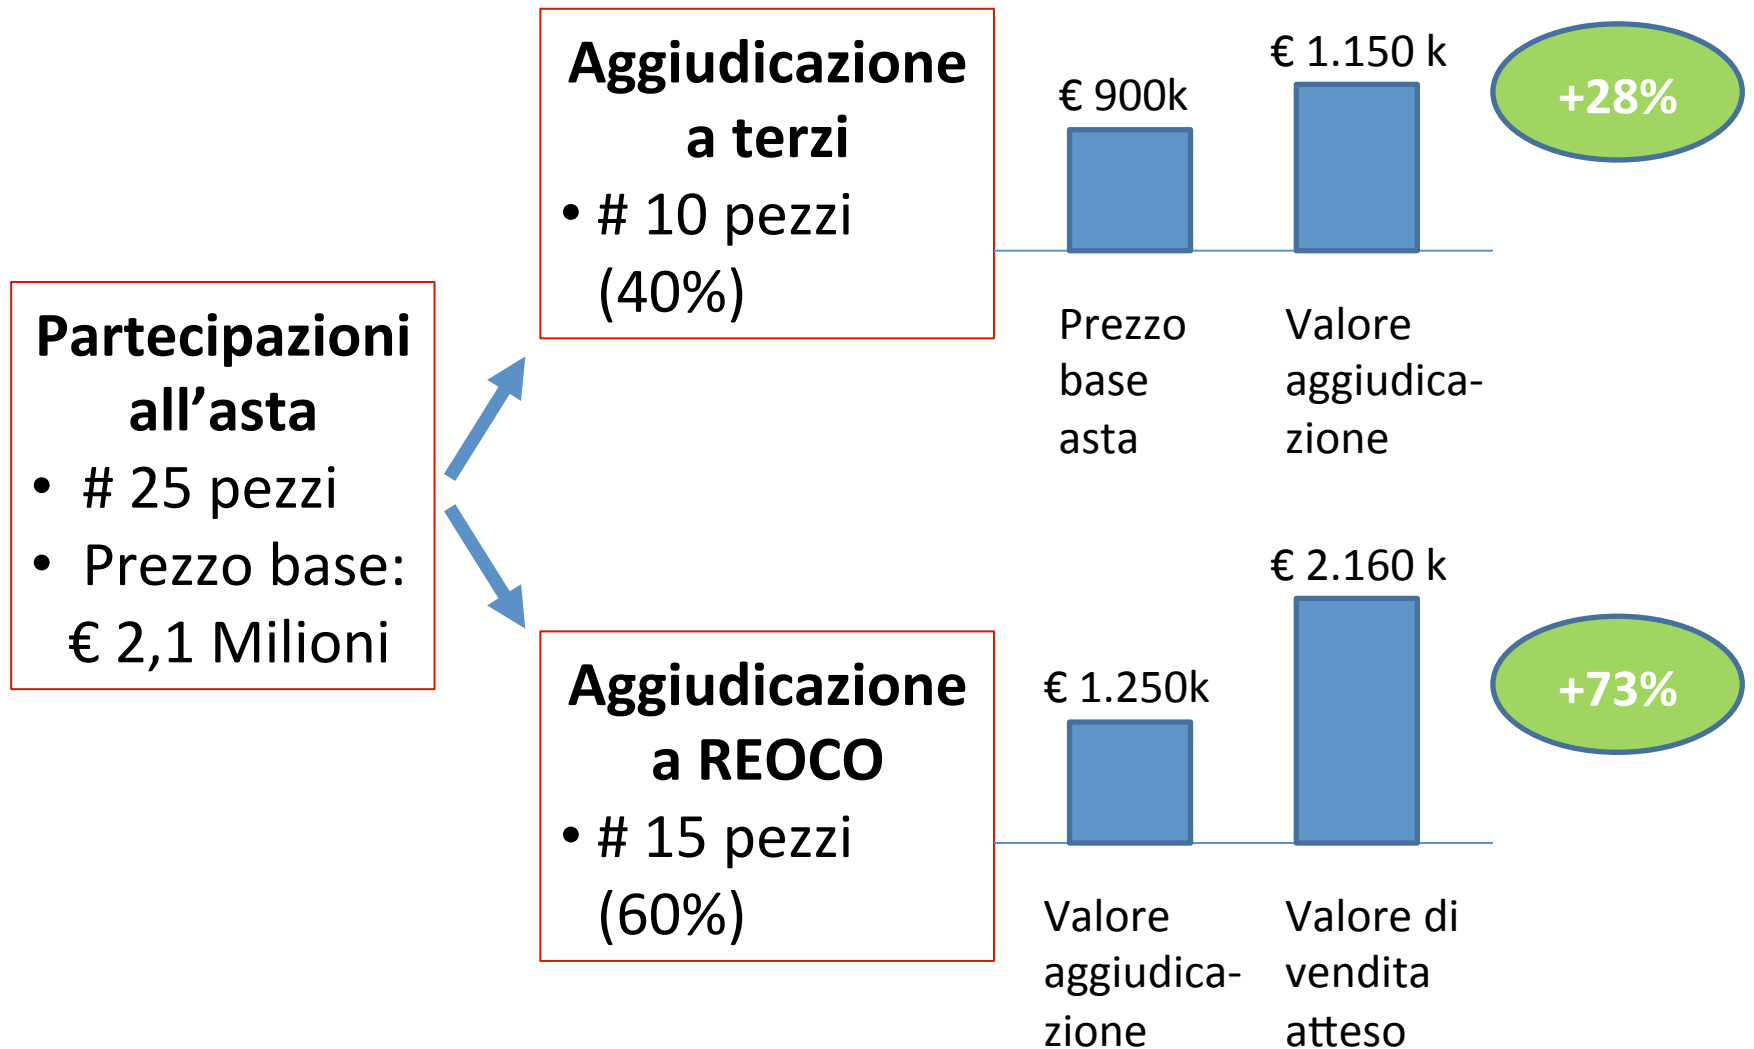 Partecipazioni
all’asta
• # 25 pezzi
• Prezzo base:
€ 2,1 Milioni
Aggiudicazione
a terzi
• # 10 pezzi
(40%)
€ 900k
€ 1.150 k
+28%
Prezzo
base
asta
Valore
aggiudica-
zione
Aggiudicazione
a REOCO
• # 15 pezzi
(60%)
€ 1.250k
€ 2.160 k
+73%
Valore
aggiudica-
zione
Valore di
vendita
atteso